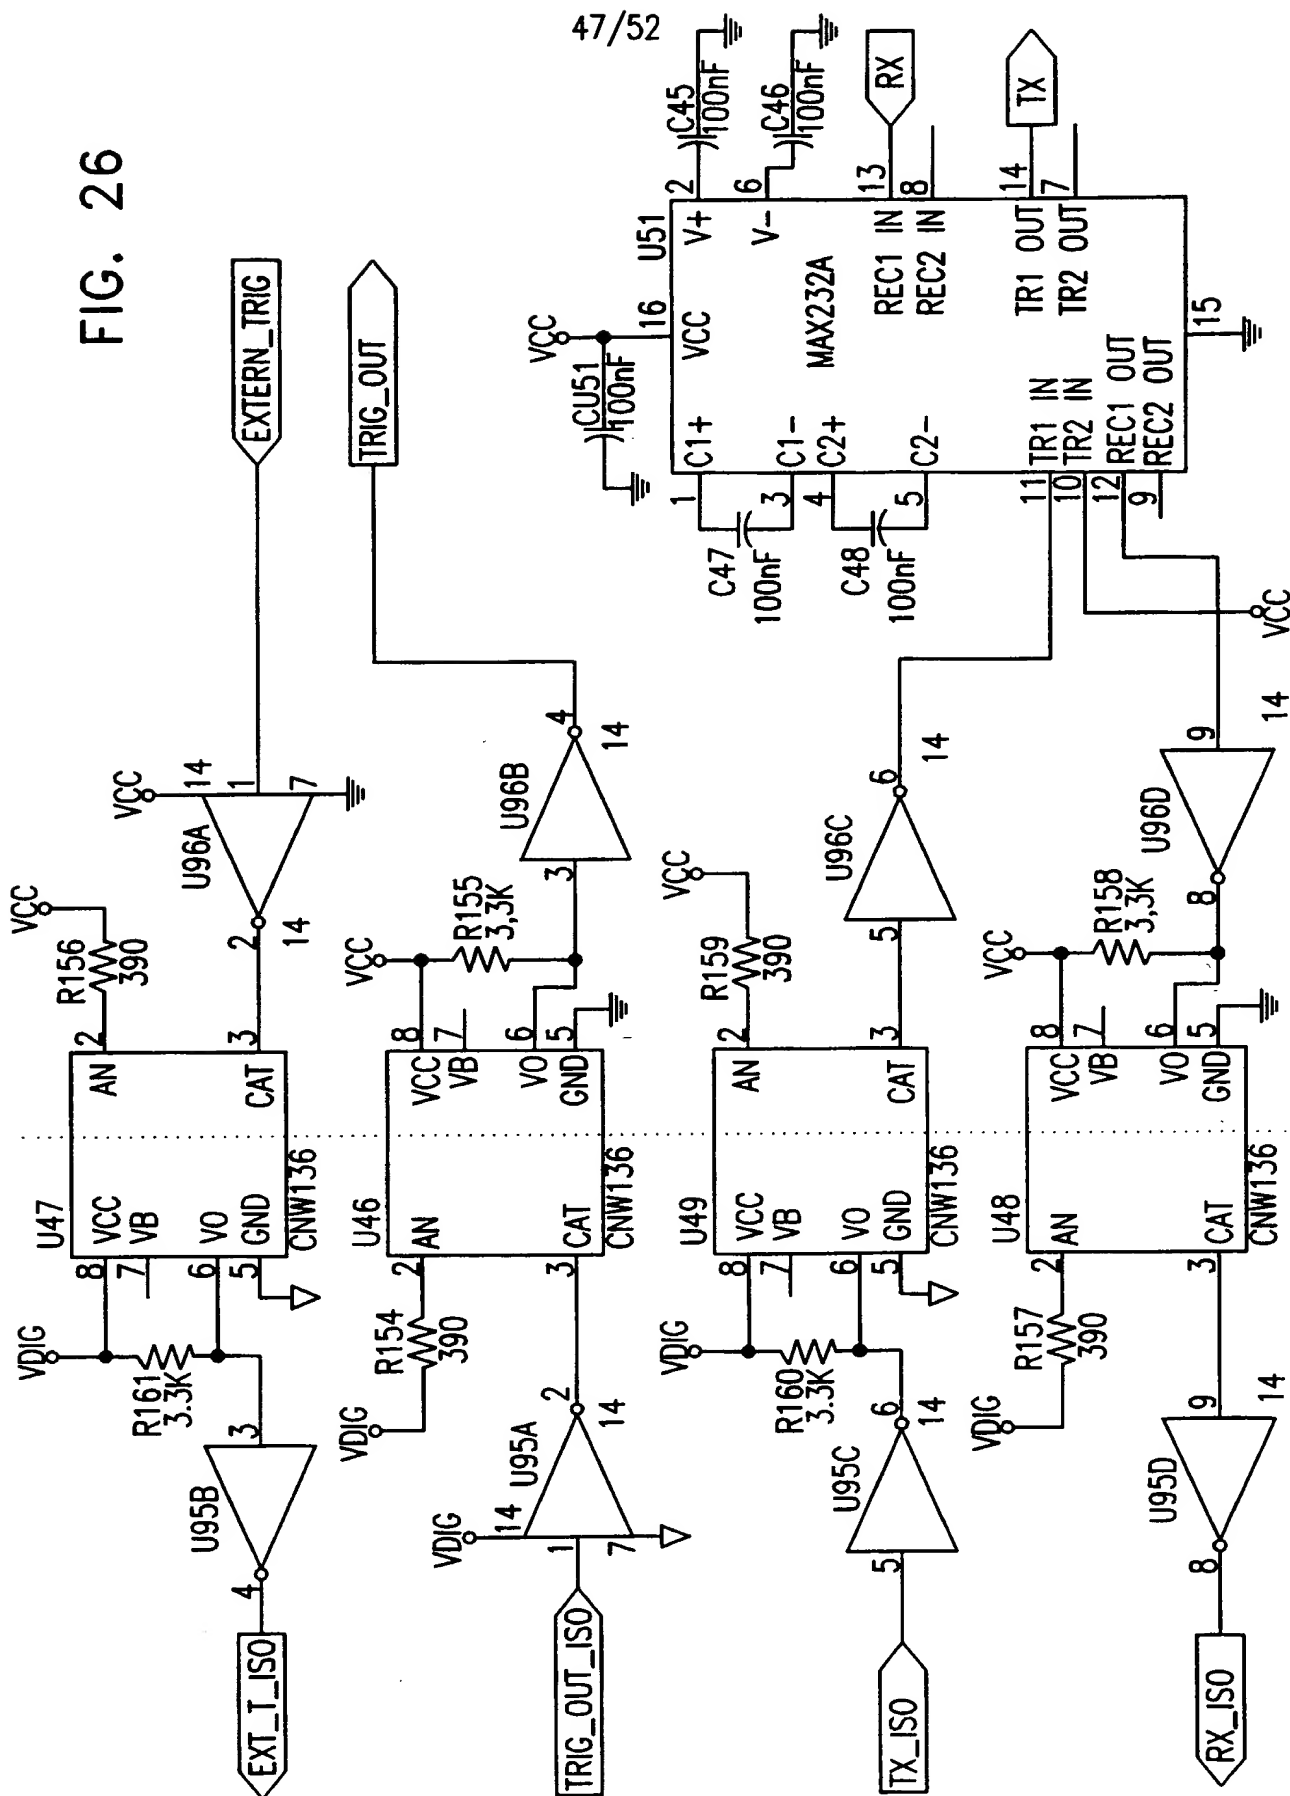 47/52
FIG. 26
EXTERN_TRIG
TRIG_OUT
VCC
R156
390
VCC
14
1
7
U96A
2
14
U47
AN
2
CAT
3
VCC
8
VB
7
VO
6
GND
5
CNW136
VDIG
R161
3.3K
3
U95B
4
EXT_T_ISO
VCC
R155
3,3K
U96B
3
4
14
U46
VCC
8
VB
7
VO
6
GND
5
AN
2
CAT
3
CNW136
R154
390
VDIG
VDIG
14
1
7
U95A
2
14
TRIG_OUT_ISO
VCC
R159
390
U96C
5
6
14
U49
AN
2
CAT
3
VCC
8
VB
7
VO
6
GND
5
CNW136
VDIG
R160
3.3K
6
14
U95C
5
TX_ISO
VCC
R158
3,3K
U96D
9
14
8
U48
VCC
8
VB
7
VO
6
GND
5
AN
2
CAT
3
CNW136
R157
390
VDIG
9
14
U95D
8
RX_ISO
VCC
CU51
100nF
U51
MAX232A
16
VCC
2
V+
C45
100nF
6
V-
C46
100nF
13
REC1 IN
RX
8
REC2 IN
14
TR1 OUT
TX
7
TR2 OUT
15
1
C1+
C47
100nF
3
C1-
4
C2+
C48
100nF
5
C2-
11
TR1 IN
10
TR2 IN
12
REC1 OUT
9
REC2 OUT
VCC